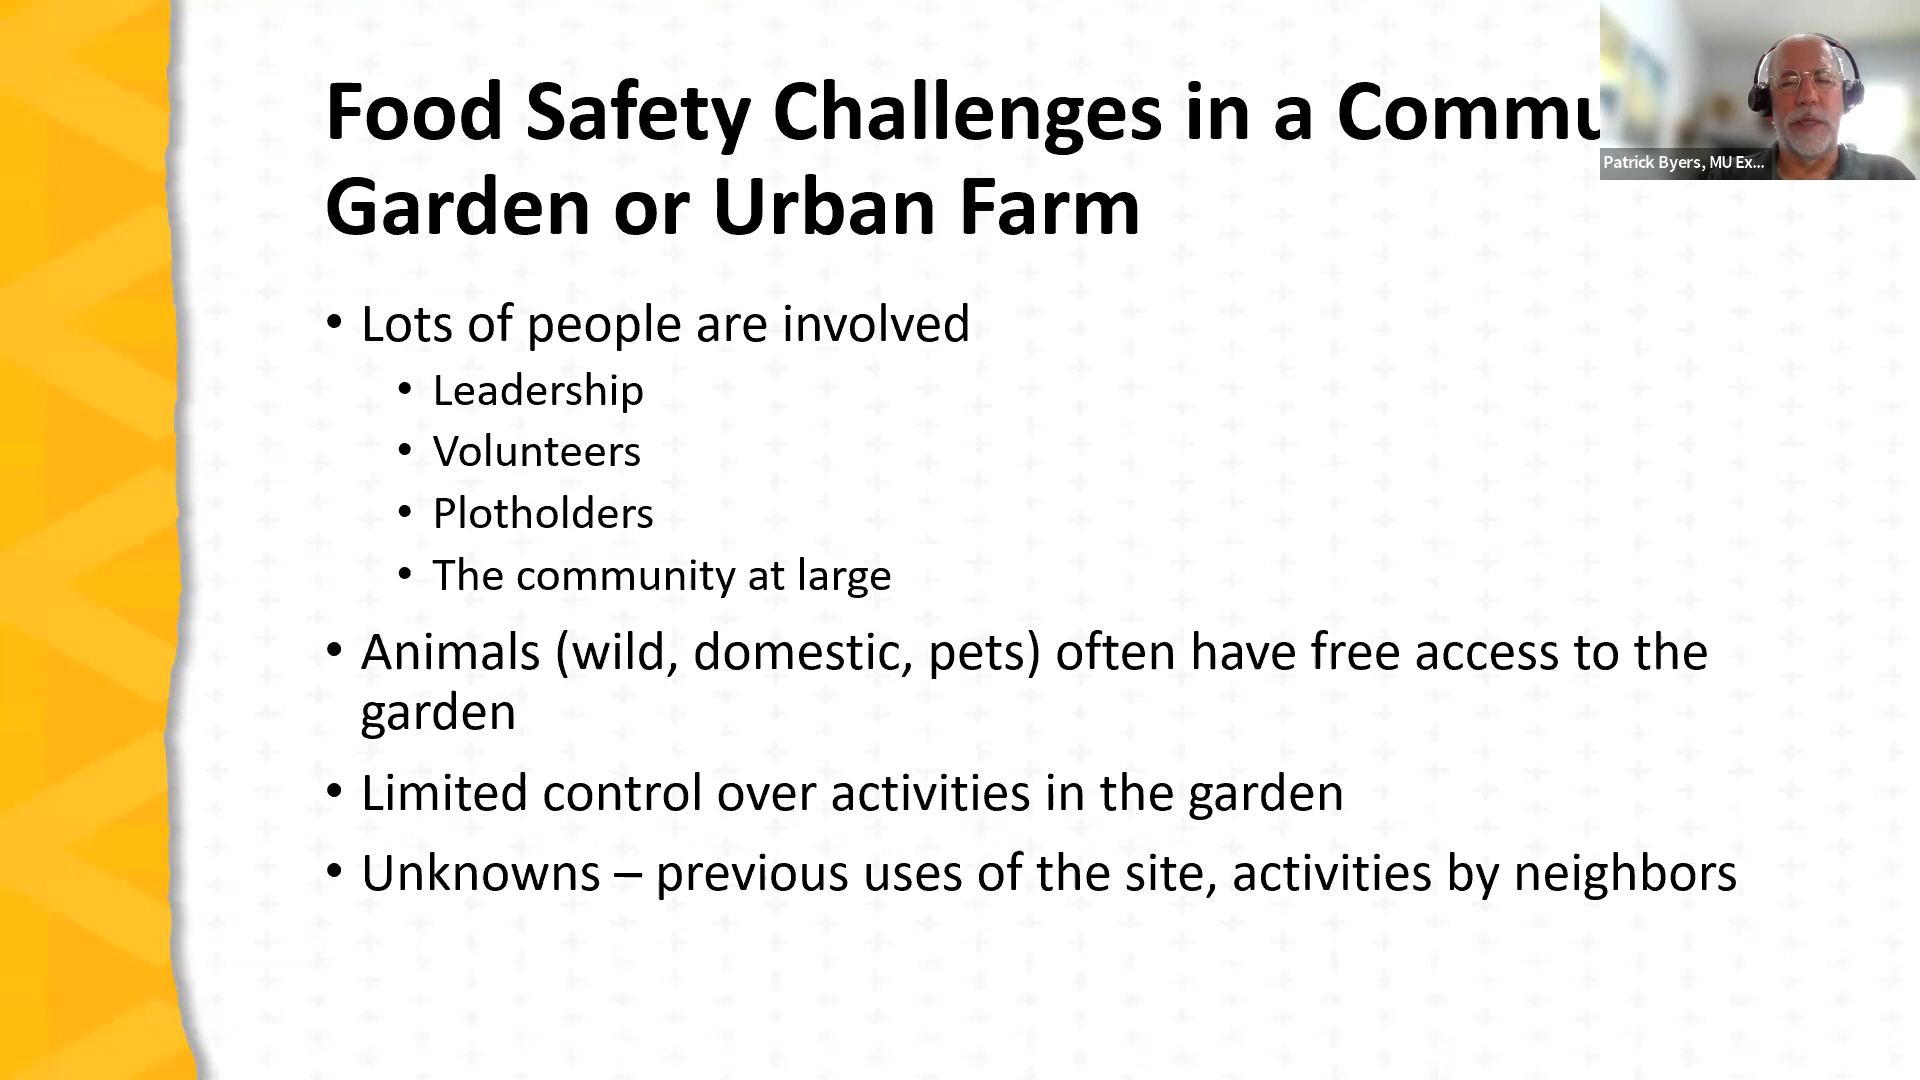 Food Safety Challenges in a Commu
Garden or Urban Farm
Patrick Byers, MU Ex...
• Lots of people are involved
• Leadership
• Volunteers
• Plotholders
• The community at large
• Animals (wild, domestic, pets) often have free access to the
garden
• Limited control over activities in the garden
• Unknowns – previous uses of the site, activities by neighbors